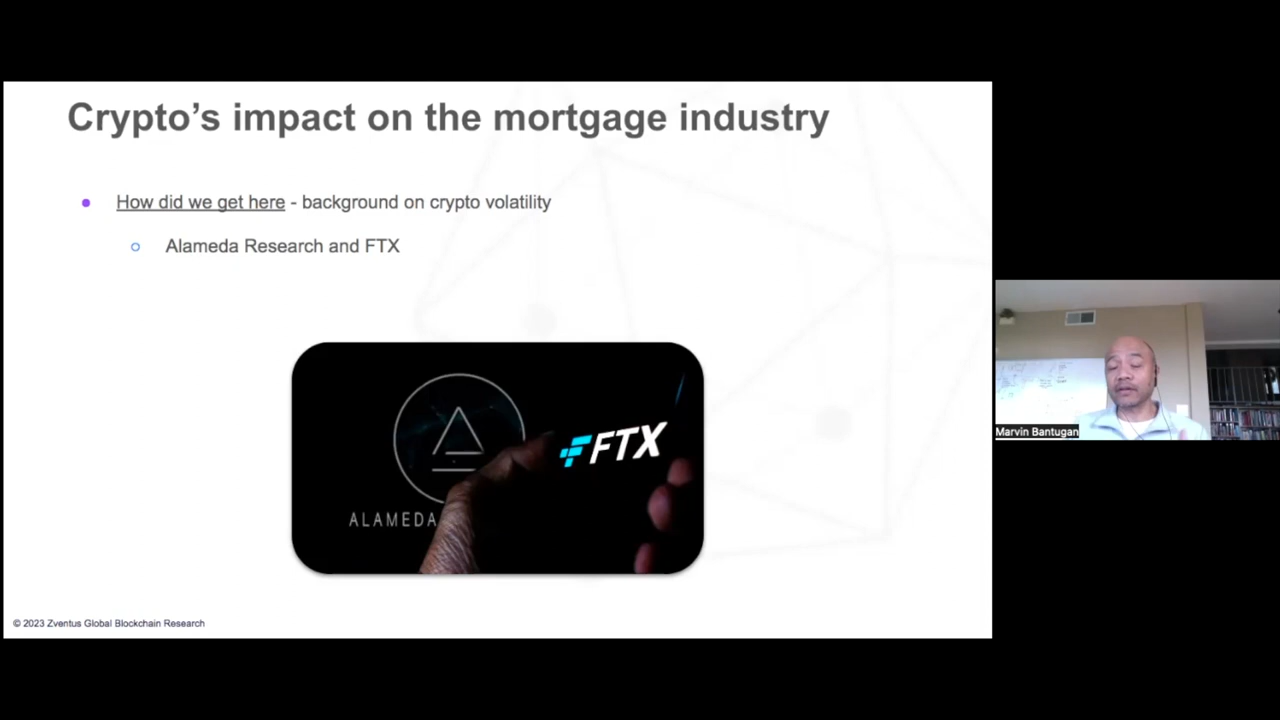 Crypto's impact on the mortgage industry
How did we get here - background on crypto volatility
Alameda Research and FTX
FTX
ALAMEDA
© 2023 Zventus Global Blockchain Research
Marvin Bantugan